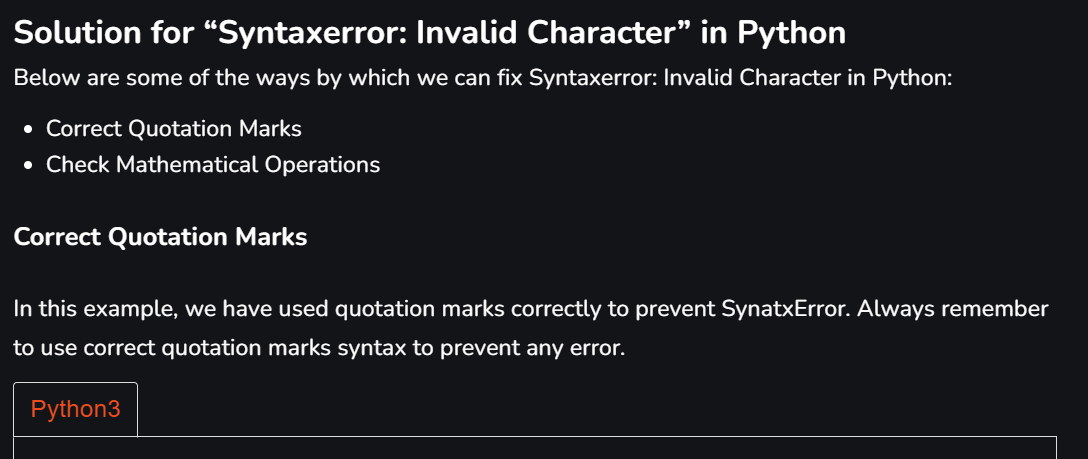 Solution for “Syntaxerror: Invalid Character” in Python
Below are some of the ways by which we can fix Syntaxerror: Invalid Character in Python:
• Correct Quotation Marks
• Check Mathematical Operations
Correct Quotation Marks
In this example, we have used quotation marks correctly to prevent SynatxError. Always remember
to use correct quotation marks syntax to prevent any error.
Python3